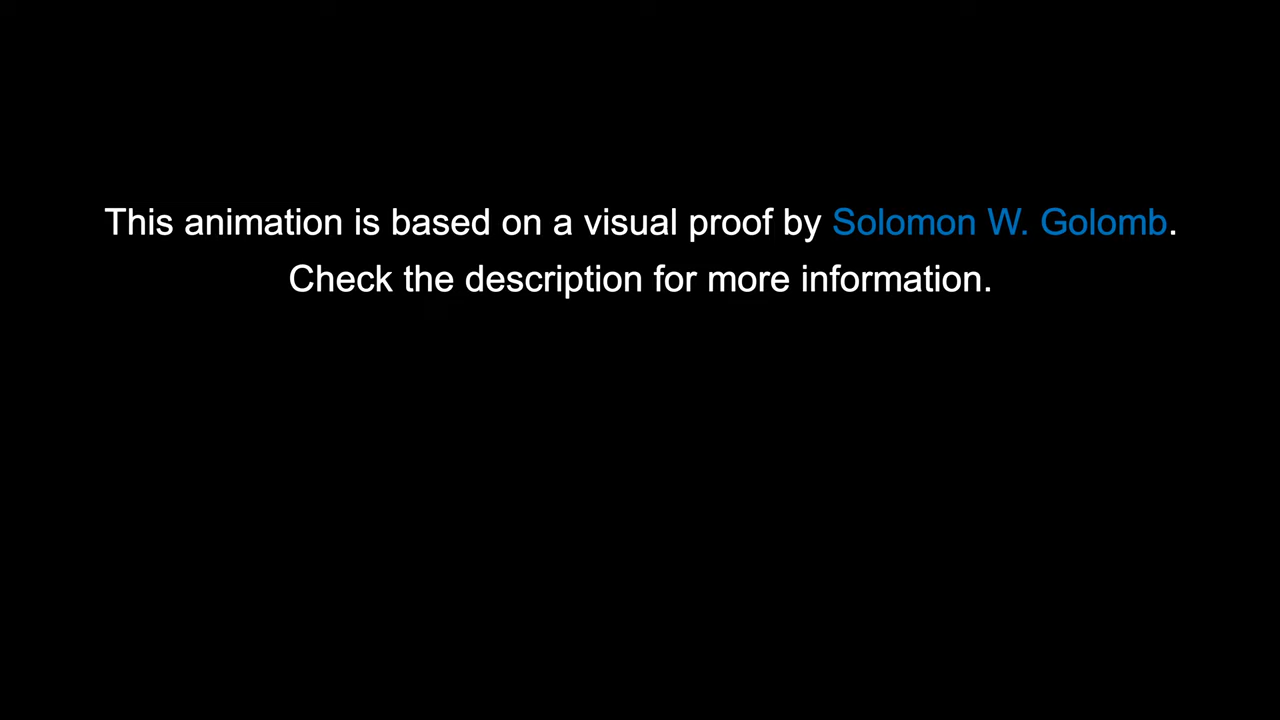 This animation is based on a visual proof by Solomon W. Golomb.
Check the description for more information.